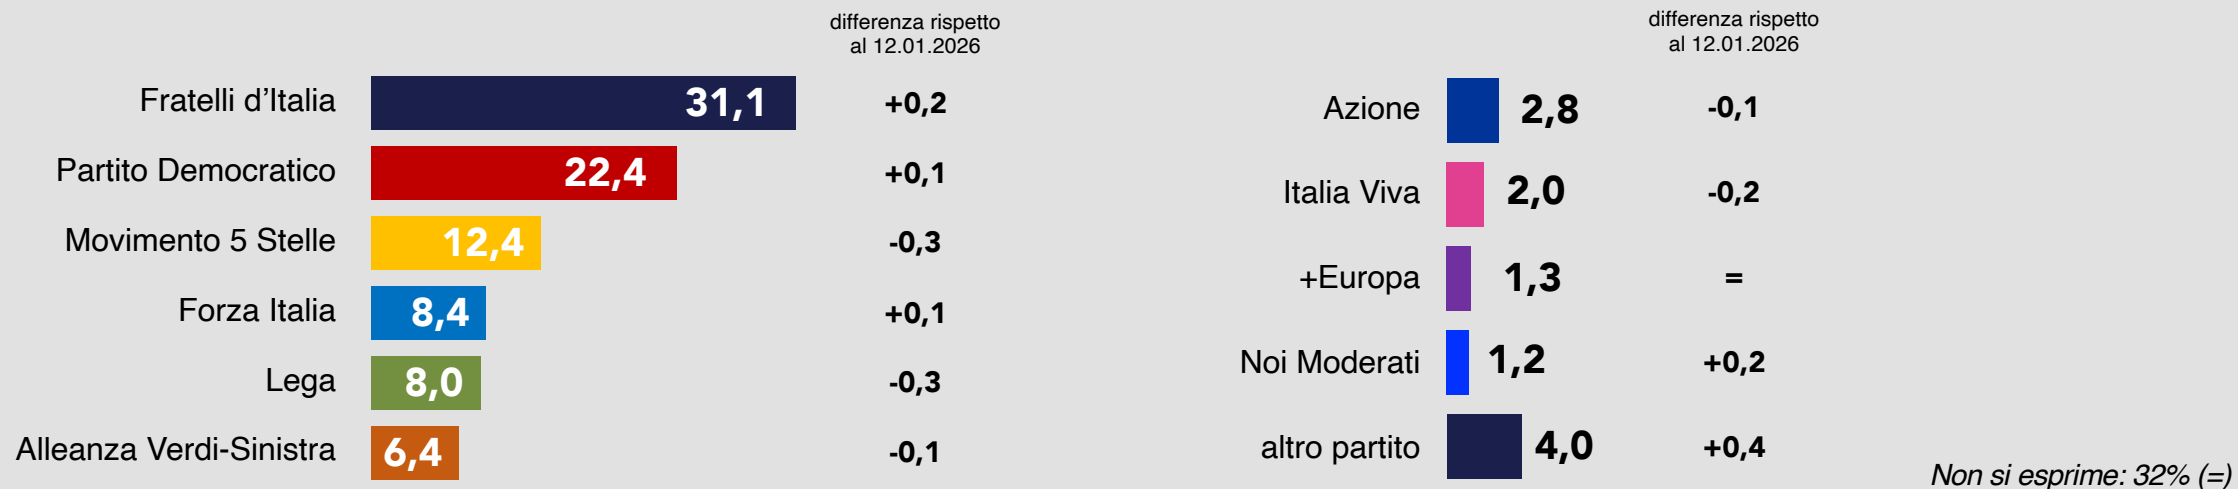 differenza rispetto
al 12.01.2026
Fratelli d’Italia 31,1 +0,2
Partito Democratico 22,4 +0,1
Movimento 5 Stelle 12,4 -0,3
Forza Italia 8,4 +0,1
Lega 8,0 -0,3
Alleanza Verdi-Sinistra 6,4 -0,1
differenza rispetto
al 12.01.2026
Azione 2,8 -0,1
Italia Viva 2,0 -0,2
+Europa 1,3 =
Noi Moderati 1,2 +0,2
altro partito 4,0 +0,4
Non si esprime: 32% (=)